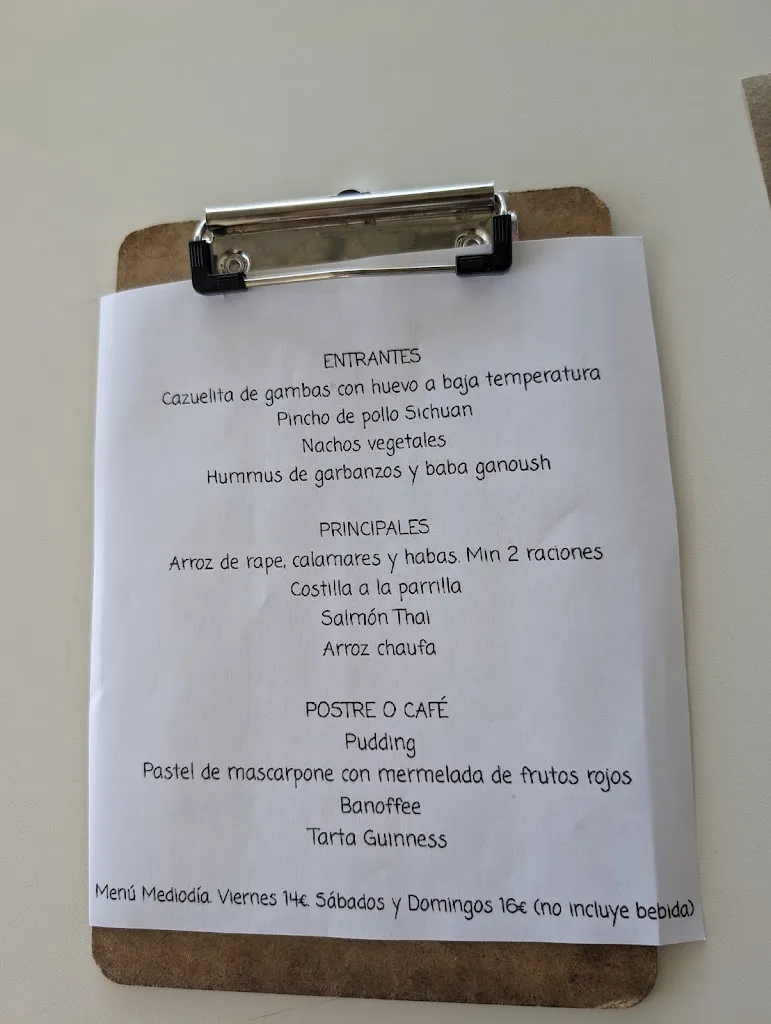 ENTRANTES
Cazuelita de gambas con huevo a baja temperatura
Pincho de pollo Sichuan
Nachos vegetales
Hummus de garbanzos y baba ganoush
PRINCIPALES
Arroz de rape, calamares y habas. Min 2 raciones
Costilla a la parrilla
Salmón Thai
Arroz chaufa
POSTRE O CAFÉ
Pudding
Pastel de mascarpone con mermelada de frutos rojos
Banoffee
Tarta Guinness
Menú Mediodía. Viernes 14€. Sábados y Domingos 16€ (no incluye bebida)